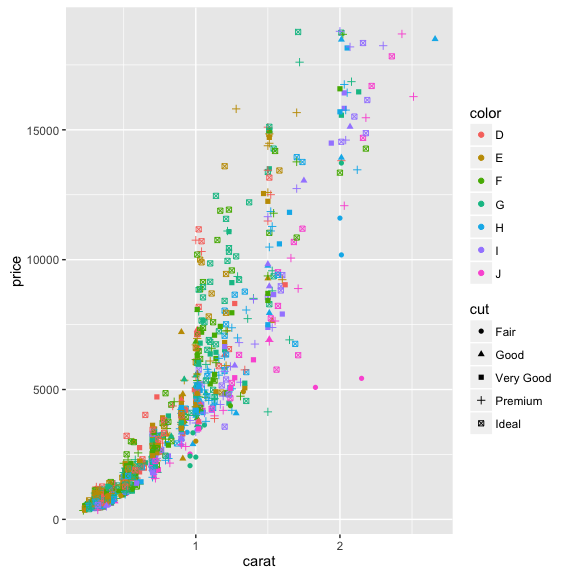 15000
10000
5000
0
price
1
2
carat
color
D
E
F
G
H
I
J
cut
Fair
Good
Very Good
Premium
Ideal